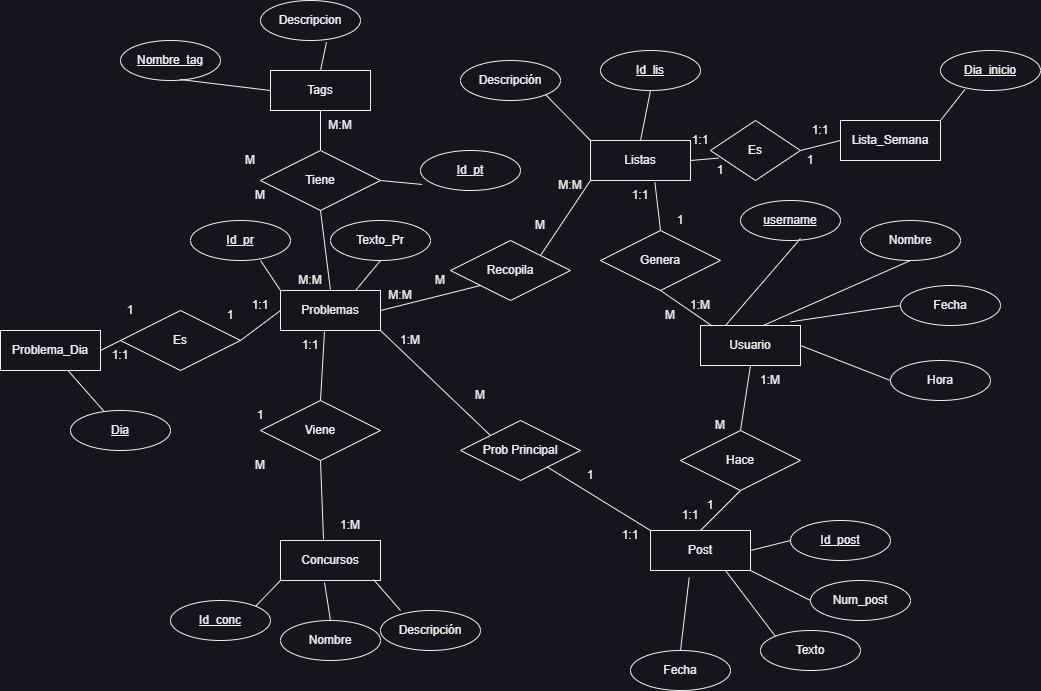 Descripcion
Nombre_tag
Tags
M:M
M
Tiene
M
Id_pt
Descripción
Id_lis
Dia_inicio
1:1
Listas
1:1
Es
1:1
Lista_Semana
1
1
M:M
1:1
M
1
Recopila
M
M:M
Genera
1:M
M
username
Nombre
Fecha
Hora
Usuario
Id_pr
Texto_Pr
M:M
1:1
Problemas
1
1
Es
1:1
Problema_Dia
Dia
1:1
1:M
1
Viene
M
M
Prob Principal
1
1:1
1:M
M
Hace
1
1:1
1:M
Concursos
Id_conc
Nombre
Descripción
Post
Id_post
Num_post
Texto
Fecha